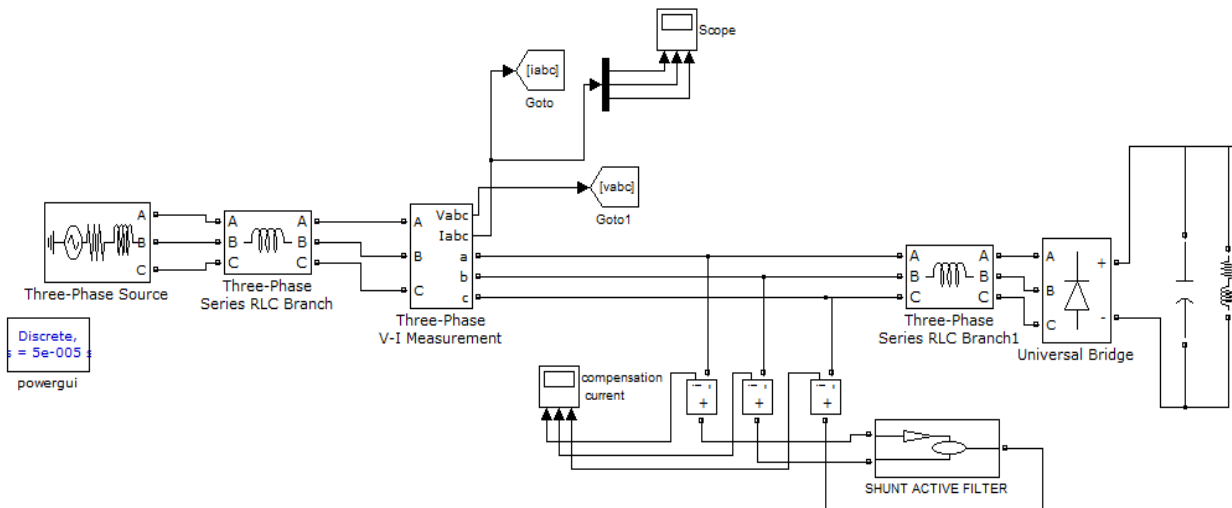 Scope
[iabc]
Goto
[vabc]
Goto1
A
B
C
Three-Phase Source
A
B
C
A
B
C
Three-Phase
Series RLC Branch
A
B
C
Vabc
Iabc
a
b
c
Three-Phase
V-I Measurement
A
B
C
A
B
C
Three-Phase
Series RLC Branch1
A
B
C
+
-
Universal Bridge
Discrete,
s = 5e-005 s
powergui
compensation
current
-
+
-
+
-
+
SHUNT ACTIVE FILTER